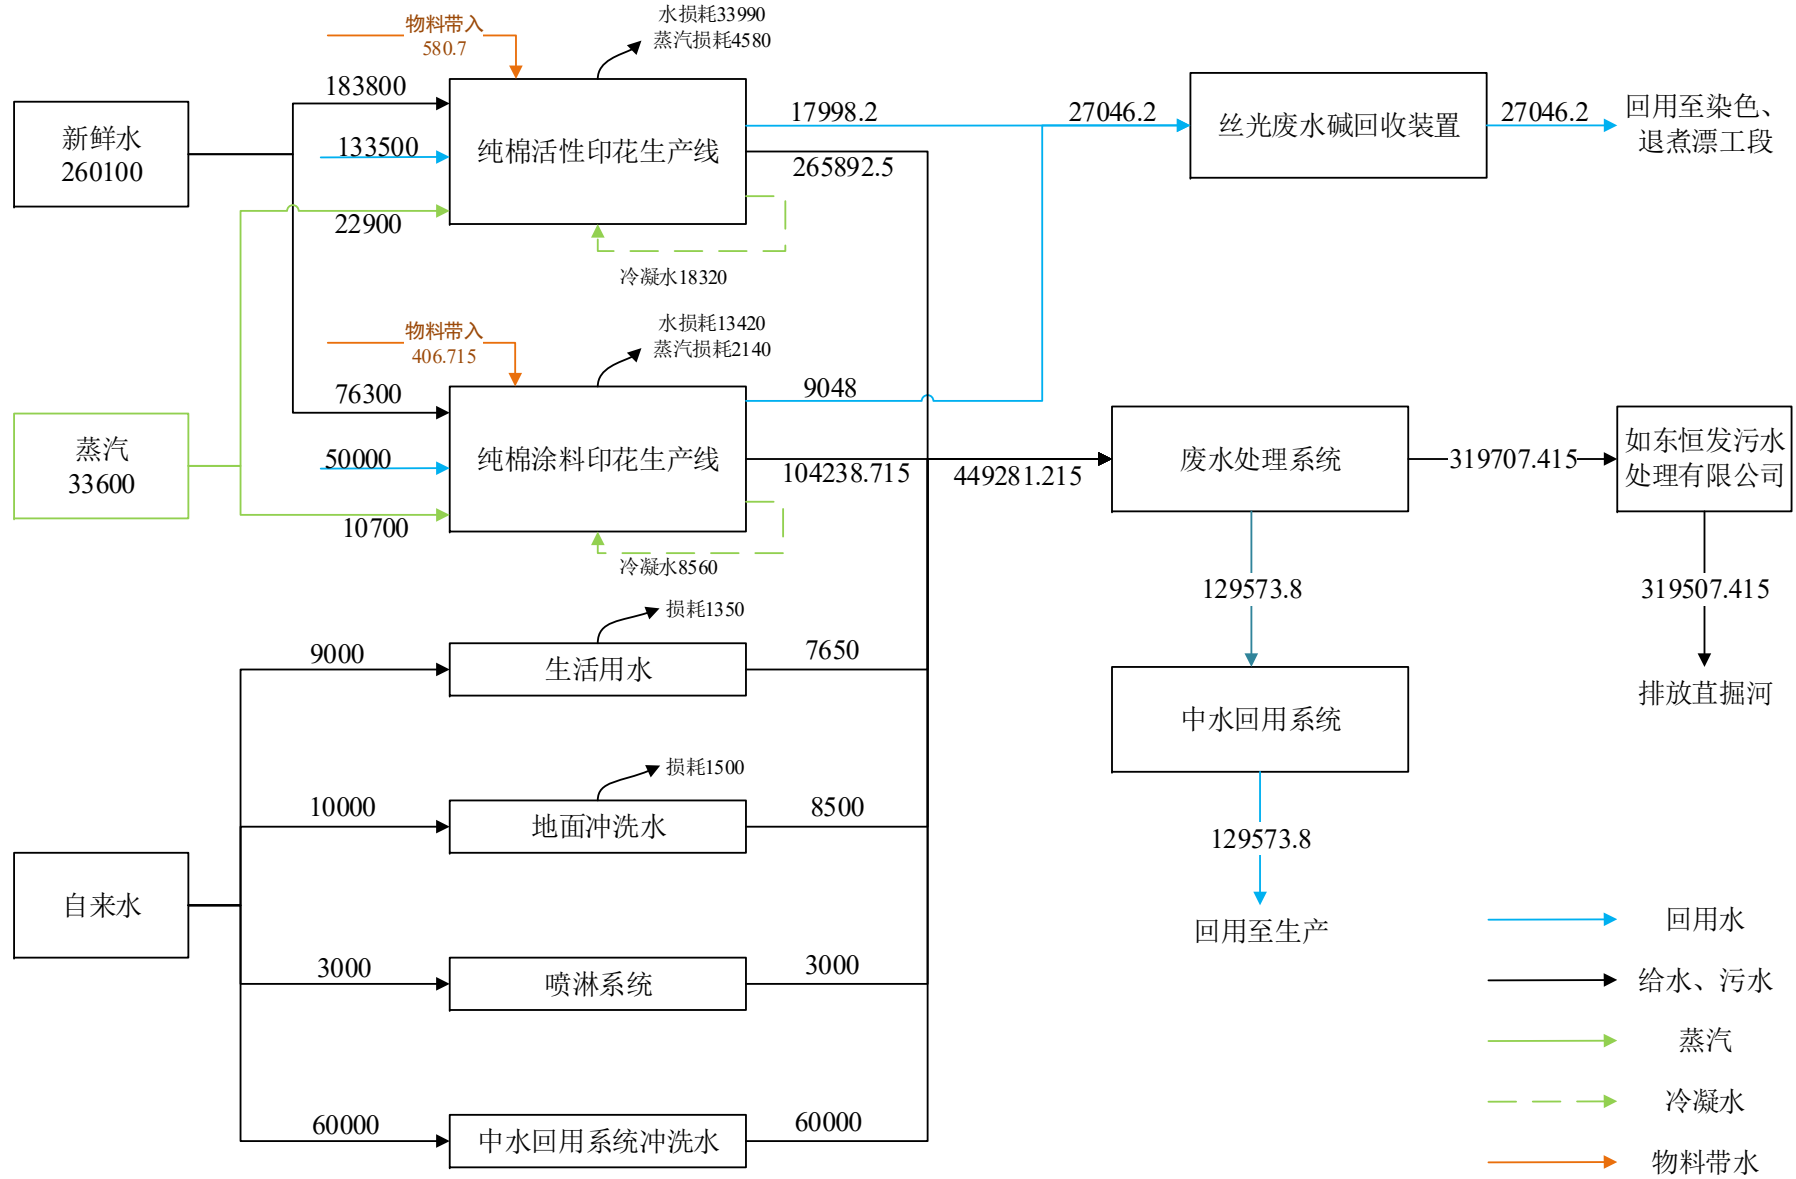 物料带入
580.7
水损耗33990
蒸汽损耗4580
183800
新鲜水
260100
133500
纯棉活性印花生产线
17998.2
265892.5
27046.2
丝光废水碱回收装置
27046.2
回用至染色、
退煮漂工段
22900
冷凝水18320
物料带入
406.715
水损耗13420
蒸汽损耗2140
76300
9048
蒸汽
33600
50000
纯棉涂料印花生产线
104238.715
449281.215
废水处理系统
319707.415
如东恒发污水
处理有限公司
10700
冷凝水8560
129573.8
319507.415
损耗1350
9000
生活用水
7650
排放苴掘河
中水回用系统
损耗1500
10000
地面冲洗水
8500
129573.8
自来水
回用至生产
回用水
3000
喷淋系统
3000
给水、污水
蒸汽
冷凝水
60000
中水回用系统冲洗水
60000
物料带水